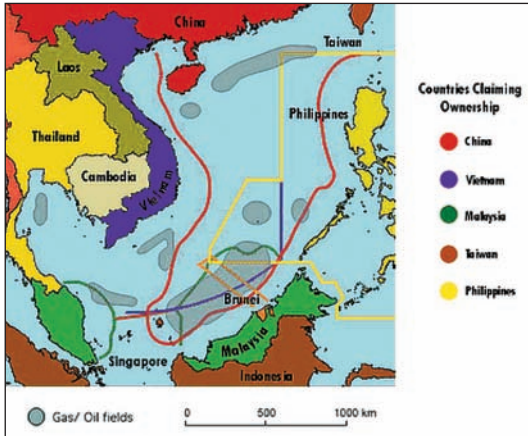 China
Taiwan
Laos
Philippines
Thailand
Cambodia
Vietnam
Brunei
Malaysia
Singapore
Indonesia
Countries Claiming
Ownership
China
Vietnam
Malaysia
Taiwan
Philippines
Gas/ Oil fields
0 500 1000 km